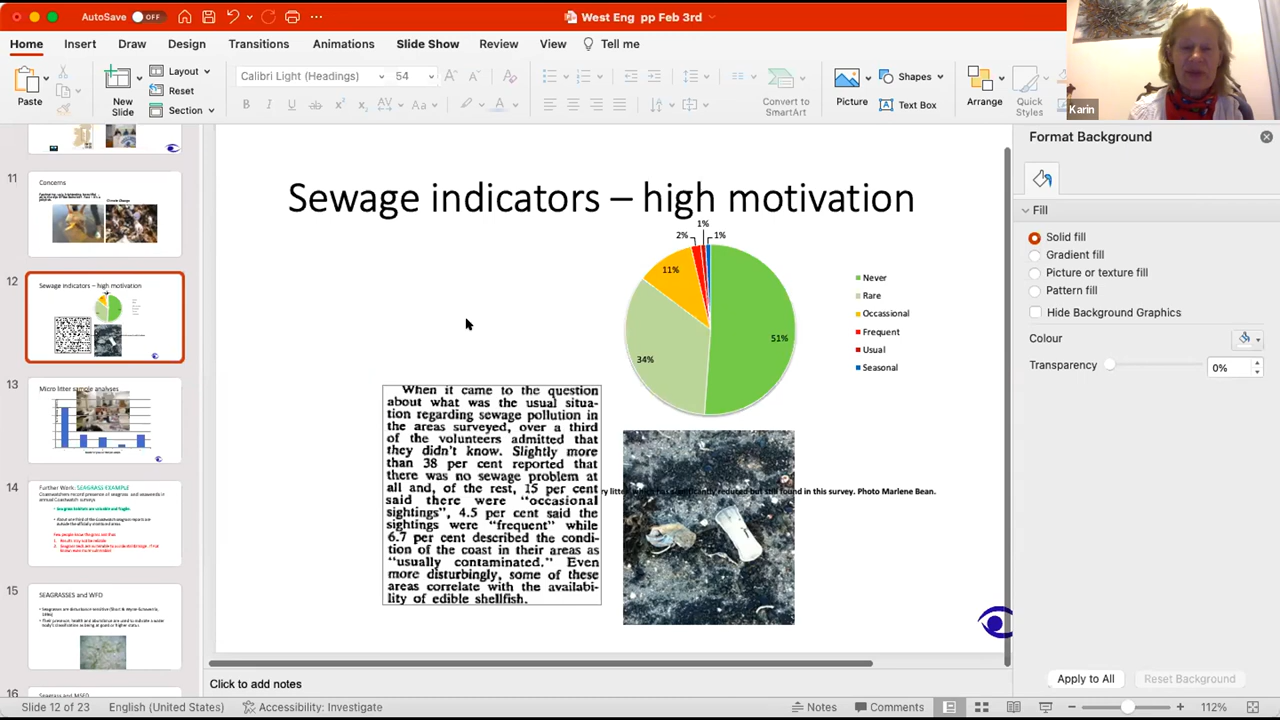 AutoSave OFF
West Eng pp Feb 3rd
Home Insert Draw Design Transitions Animations Slide Show Review View Tell me
Paste
New Slide
Layout
Reset
Section
Calibri Light (Headings) 54
Convert to SmartArt
Picture
Shapes
Text Box
Arrange
Quick Styles
Karin
11
Concerns
Climate Change
12
Sewage indicators – high motivation
13
Micro litter sample analyses
14
Further Work: SEAGRASS EXAMPLE
15
SEAGRASSES and WFD
16
Sewage indicators – high motivation
1%
2%
1%
11%
51%
34%
Never
Rare
Occassional
Frequent
Usual
Seasonal
When it came to the question
about what was the usual situa-
tion regarding sewage pollution in
the areas surveyed, over a third
of the volunteers admitted that
they didn't know. Slightly more
than 38 per cent reported that
there was no sewage problem at
all and, of the rest, 15 per cent
said there were "occasional
sightings", 4.5 per cent said the
sightings were "frequent" while
6.7 per cent described the condi-
tion of the coast in their areas as
"usually contaminated." Even
more disturbingly, some of these
areas correlate with the availabi-
lity of edible shellfish.
reduced but still found in this survey. Photo Marlene Bean.
Click to add notes
Format Background
Fill
Solid fill
Gradient fill
Picture or texture fill
Pattern fill
Hide Background Graphics
Colour
Transparency 0%
Apply to All
Reset Background
Slide 12 of 23 English (United States) Accessibility: Investigate Notes Comments 112%